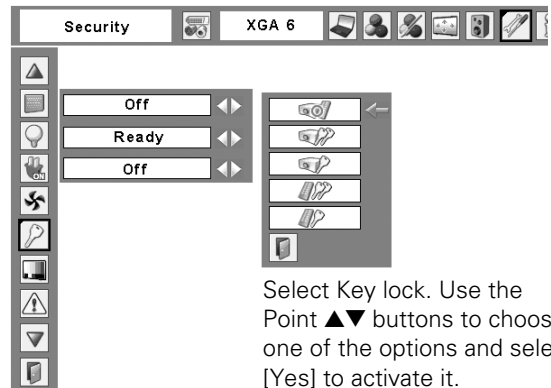 Security
XGA 6
Off
Ready
Off
ON
Select Key lock. Use the
Point ▲▼ buttons to choos
one of the options and sele
[Yes] to activate it.